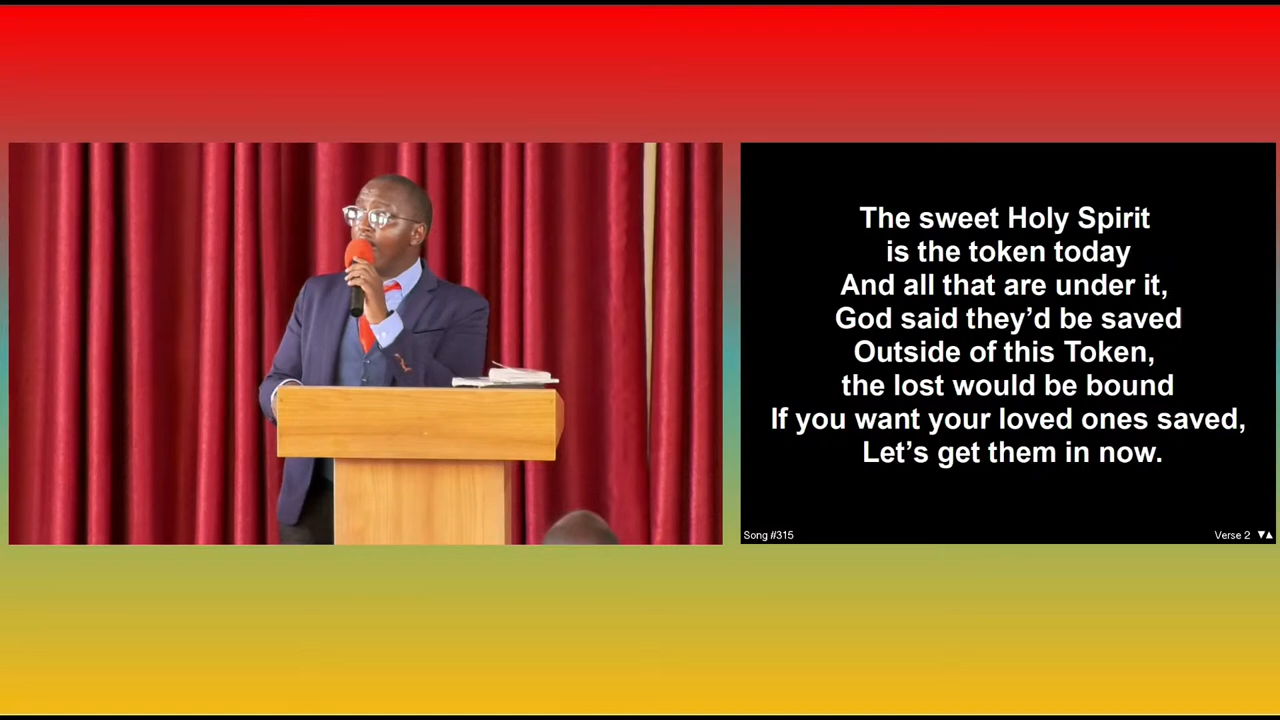 The sweet Holy Spirit
is the token today
And all that are under it,
God said they’d be saved
Outside of this Token,
the lost would be bound
If you want your loved ones saved,
Let’s get them in now.
Song #315
Verse 2